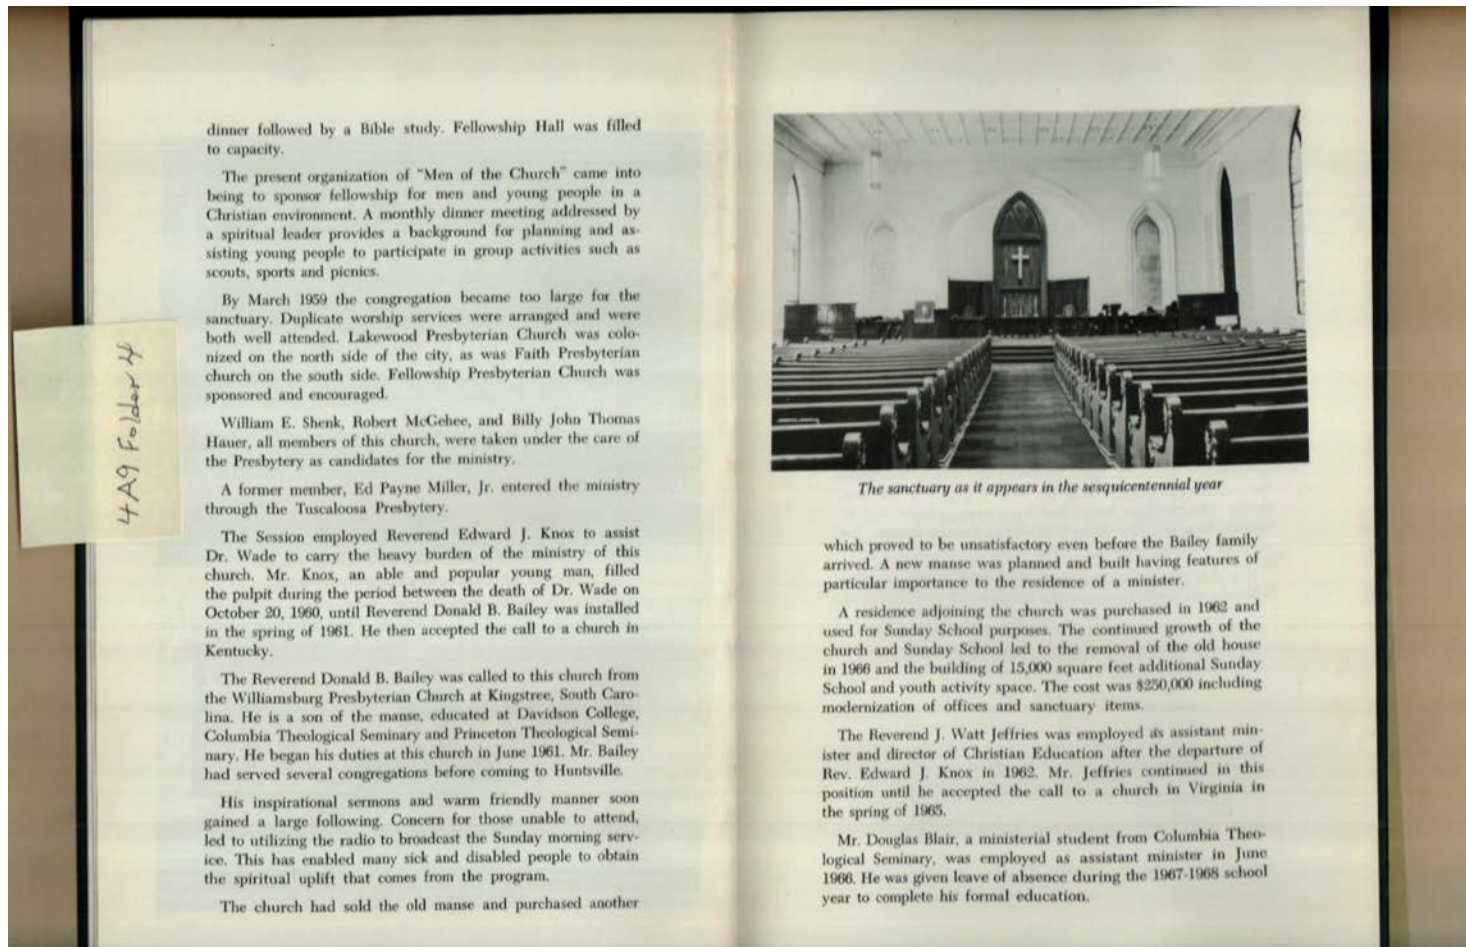 dinner followed by a Bible study. Fellowship Hall was filled
to capacity.
The present organization of "Men of the Church" came into
being to sponsor fellowship for men and young people in a
Christian environment. A monthly dinner meeting addressed by
a spiritual leader provides a background for planning and as-
sisting young people to participate in group activities such as
scouts, sports and picnics.
By March 1959 the congregation became too large for the
sanctuary. Duplicate worship services were arranged and were
both well attended. Lakewood Presbyterian Church was colo-
nized on the north side of the city, as was Faith Presbyterian
church on the south side. Fellowship Presbyterian Church was
sponsored and encouraged.
William E. Shenk, Robert McGehee, and Billy John Thomas
Hauer, all members of this church, were taken under the care of
the Presbytery as candidates for the ministry.
A former member, Ed Payne Miller, Jr. entered the ministry
through the Tuscaloosa Presbytery.
The Session employed Reverend Edward J. Knox to assist
Dr. Wade to carry the heavy burden of the ministry of this
church. Mr. Knox, an able and popular young man, filled
the pulpit during the period between the death of Dr. Wade on
October 20, 1960, until Reverend Donald B. Bailey was installed
in the spring of 1961. He then accepted the call to a church in
Kentucky.
The Reverend Donald B. Bailey was called to this church from
the Williamsburg Presbyterian Church at Kingstree, South Caro-
lina. He is a son of the manse, educated at Davidson College,
Columbia Theological Seminary and Princeton Theological Semi-
nary. He began his duties at this church in June 1961. Mr. Bailey
had served several congregations before coming to Huntsville.
His inspirational sermons and warm friendly manner soon
gained a large following. Concern for those unable to attend,
led to utilizing the radio to broadcast the Sunday morning serv-
ice. This has enabled many sick and disabled people to obtain
the spiritual uplift that comes from the program.
The church had sold the old manse and purchased another
4A9 Folder 4
The sanctuary as it appears in the sesquicentennial year
which proved to be unsatisfactory even before the Bailey family
arrived. A new manse was planned and built having features of
particular importance to the residence of a minister.
A residence adjoining the church was purchased in 1962 and
used for Sunday School purposes. The continued growth of the
church and Sunday School led to the removal of the old house
in 1966 and the building of 15,000 square feet additional Sunday
School and youth activity space. The cost was $250,000 including
modernization of offices and sanctuary items.
The Reverend J. Watt Jeffries was employed as assistant min-
ister and director of Christian Education after the departure of
Rev. Edward J. Knox in 1962. Mr. Jeffries continued in this
position until he accepted the call to a church in Virginia in
the spring of 1965.
Mr. Douglas Blair, a ministerial student from Columbia Theo-
logical Seminary, was employed as assistant minister in June
1966. He was given leave of absence during the 1967-1968 school
year to complete his formal education.